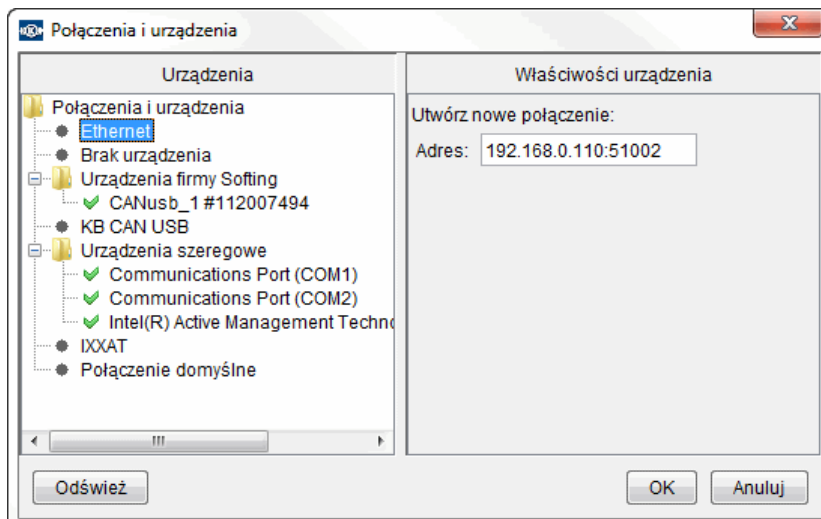 Połączenia i urządzenia
Urządzenia
Połączenia i urządzenia
Ethernet
Brak urządzenia
Urządzenia firmy Softing
CANusb_1 #112007494
KB CAN USB
Urządzenia szeregowe
Communications Port (COM1)
Communications Port (COM2)
Intel(R) Active Management Techno
IXXAT
Połączenie domyślne
Właściwości urządzenia
Utwórz nowe połączenie:
Adres: 192.168.0.110:51002
Odśwież
OK
Anuluj